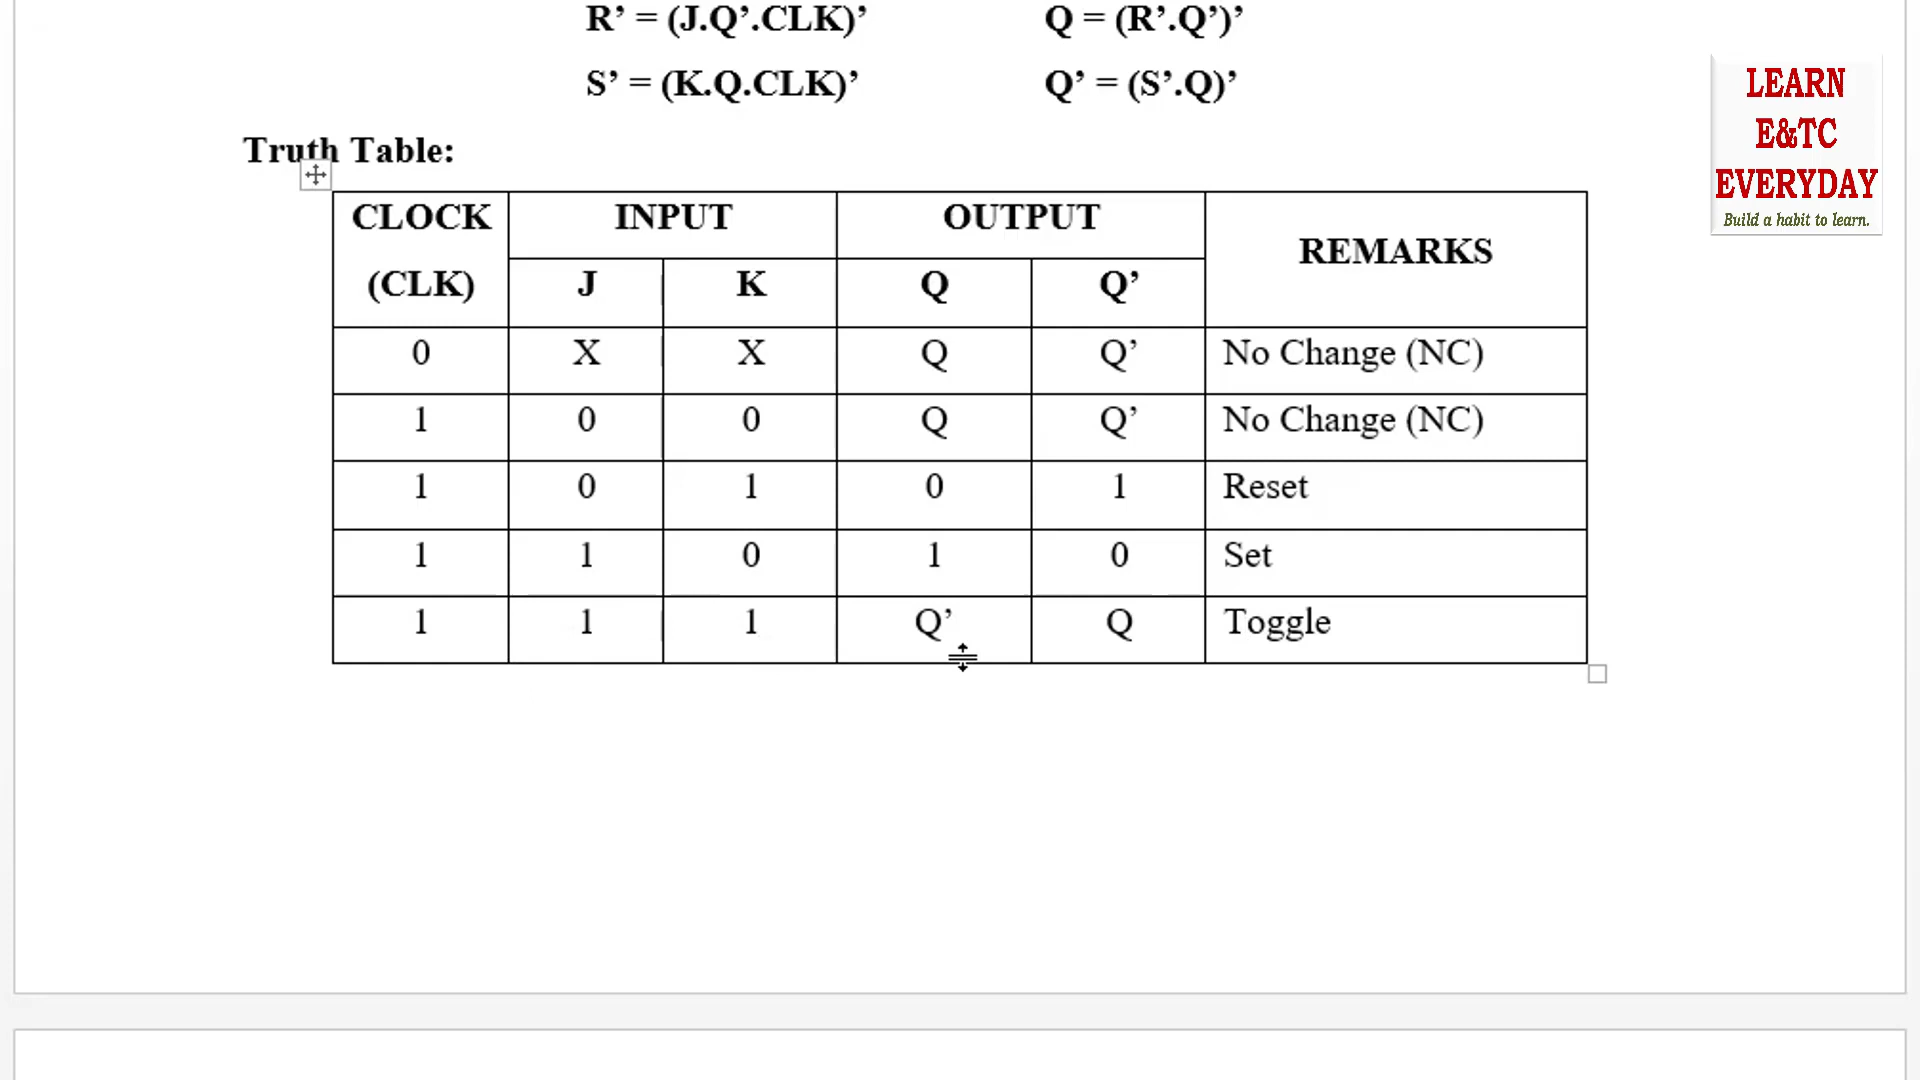 R’ = (J.Q’.CLK)’ Q = (R’.Q’)’
S’ = (K.Q.CLK)’ Q’ = (S’.Q)’
LEARN
E&TC
EVERYDAY
Build a habit to learn.
Truth Table:
CLOCK (CLK) INPUT OUTPUT REMARKS
J K Q Q’
0 X X Q Q’ No Change (NC)
1 0 0 Q Q’ No Change (NC)
1 0 1 0 1 Reset
1 1 0 1 0 Set
1 1 1 Q’ Q Toggle